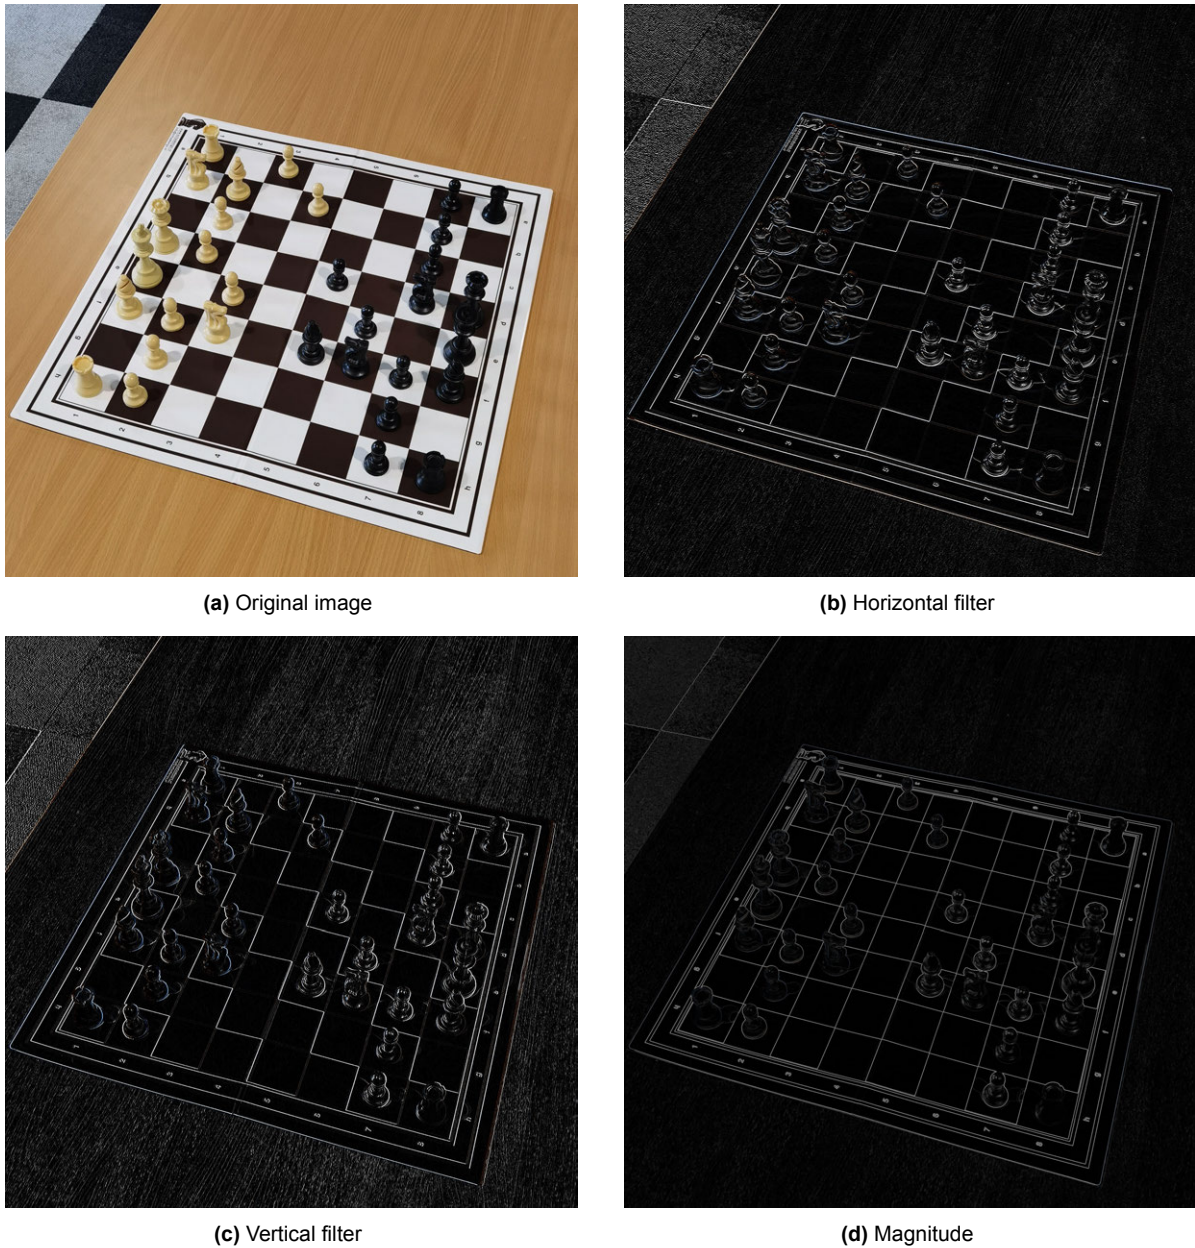 (a) Original image
(b) Horizontal filter
(c) Vertical filter
(d) Magnitude